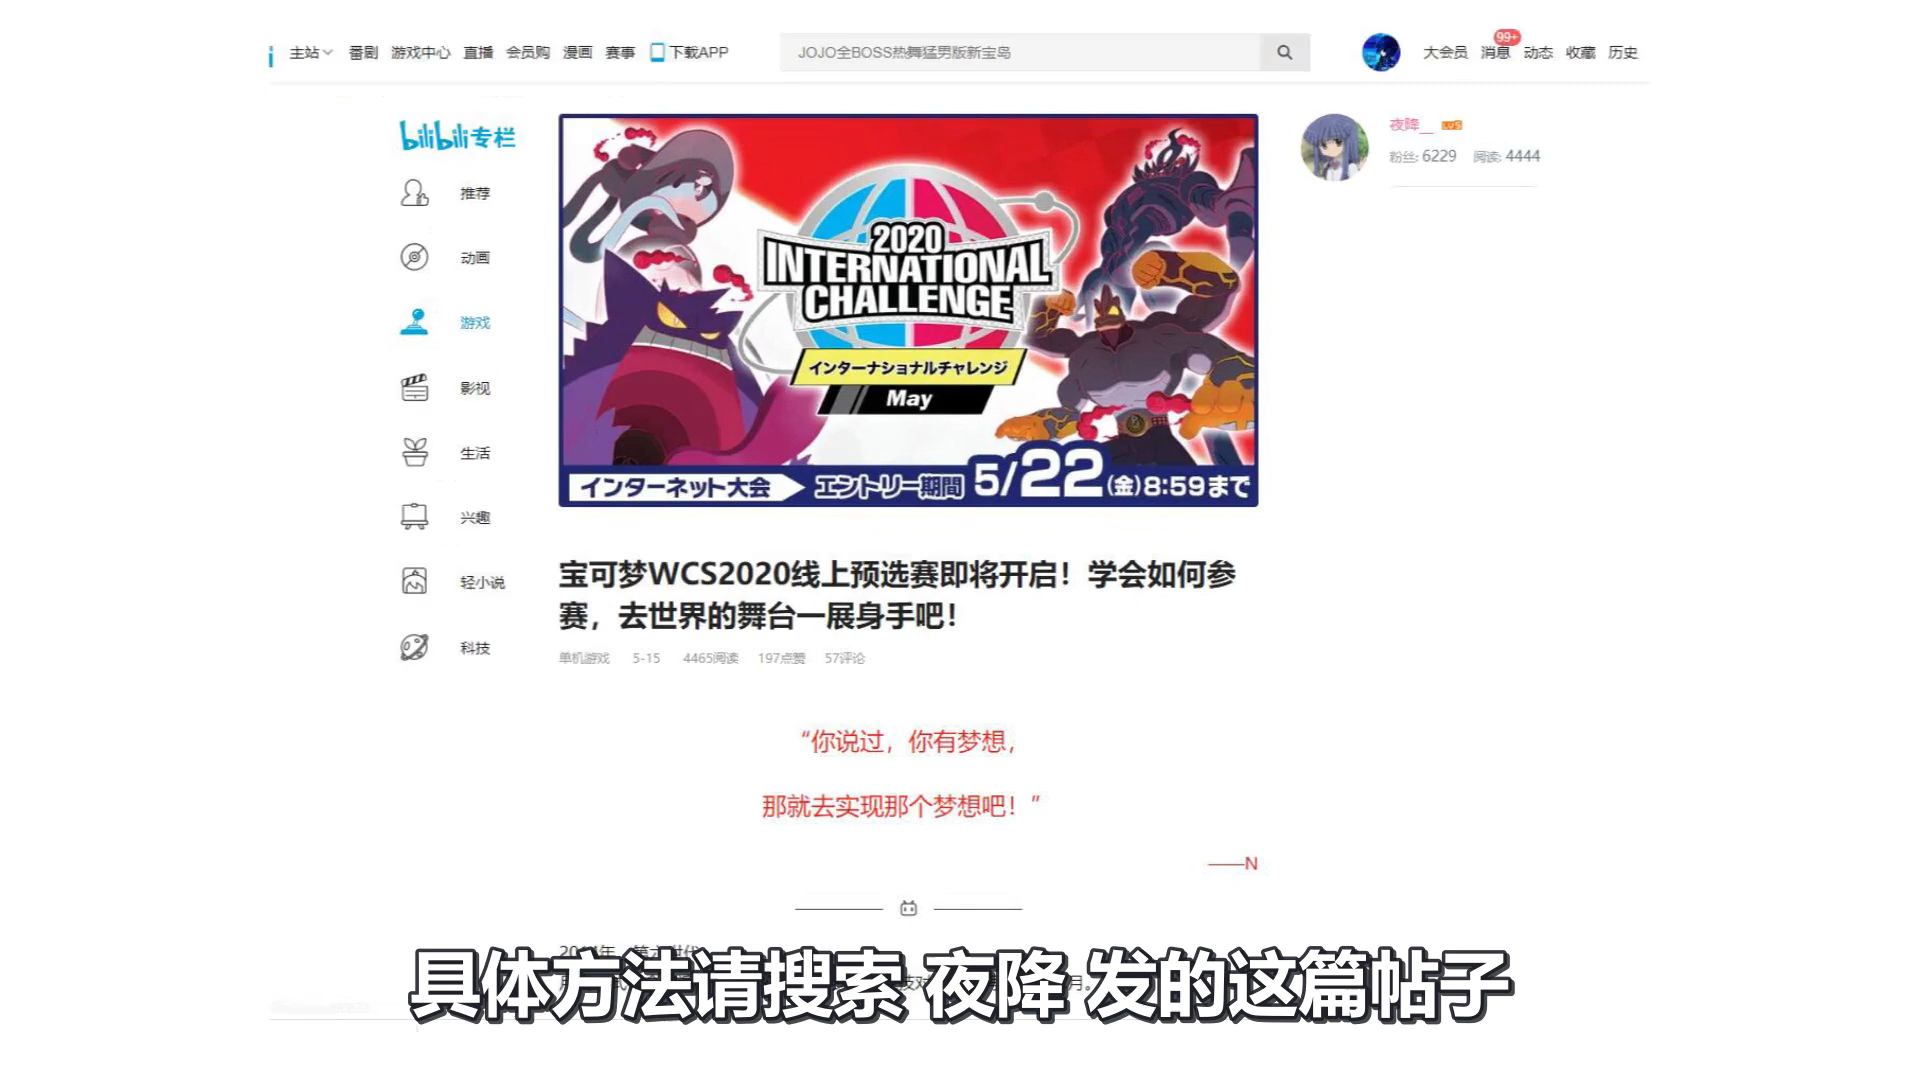 主站 番剧 游戏中心 直播 会员购 漫画 赛事 下载APP
JOJO全BOSS热舞猛男版新宝岛
99+
大会员 消息 动态 收藏 历史
bilibili专栏
推荐
动画
游戏
影视
生活
兴趣
轻小说
科技
2020
INTERNATIONAL
CHALLENGE
インターナショナルチャレンジ
May
インターネット大会 エントリー期間 5/22(金)8:59まで
夜降__ LV5
粉丝: 6229 阅读: 4444
宝可梦WCS2020线上预选赛即将开启！学会如何参
赛，去世界的舞台一展身手吧！
单机游戏 5-15 4465阅读 197点赞 57评论
“你说过，你有梦想，
那就去实现那个梦想吧！”
——N
具体方法请搜索 夜降 发的这篇帖子